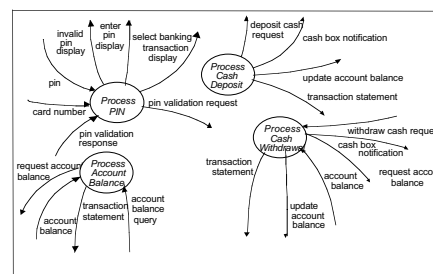 invalid
pin
display
enter
pin
display
select banking
transaction
display
deposit cash
request
cash box notification
pin
Process
Cash
Deposit
update account balance
Process
PIN
pin validation request
card number
transaction statement
pin validation
response
Process
Cash
Withdrawa
withdraw cash reque
cash box
notification
request accou
balance
Process
Account
Balance
transaction
statement
account
balance
request acco
balance
account
balance
transaction
statement
account
balance
query
update
account
balance